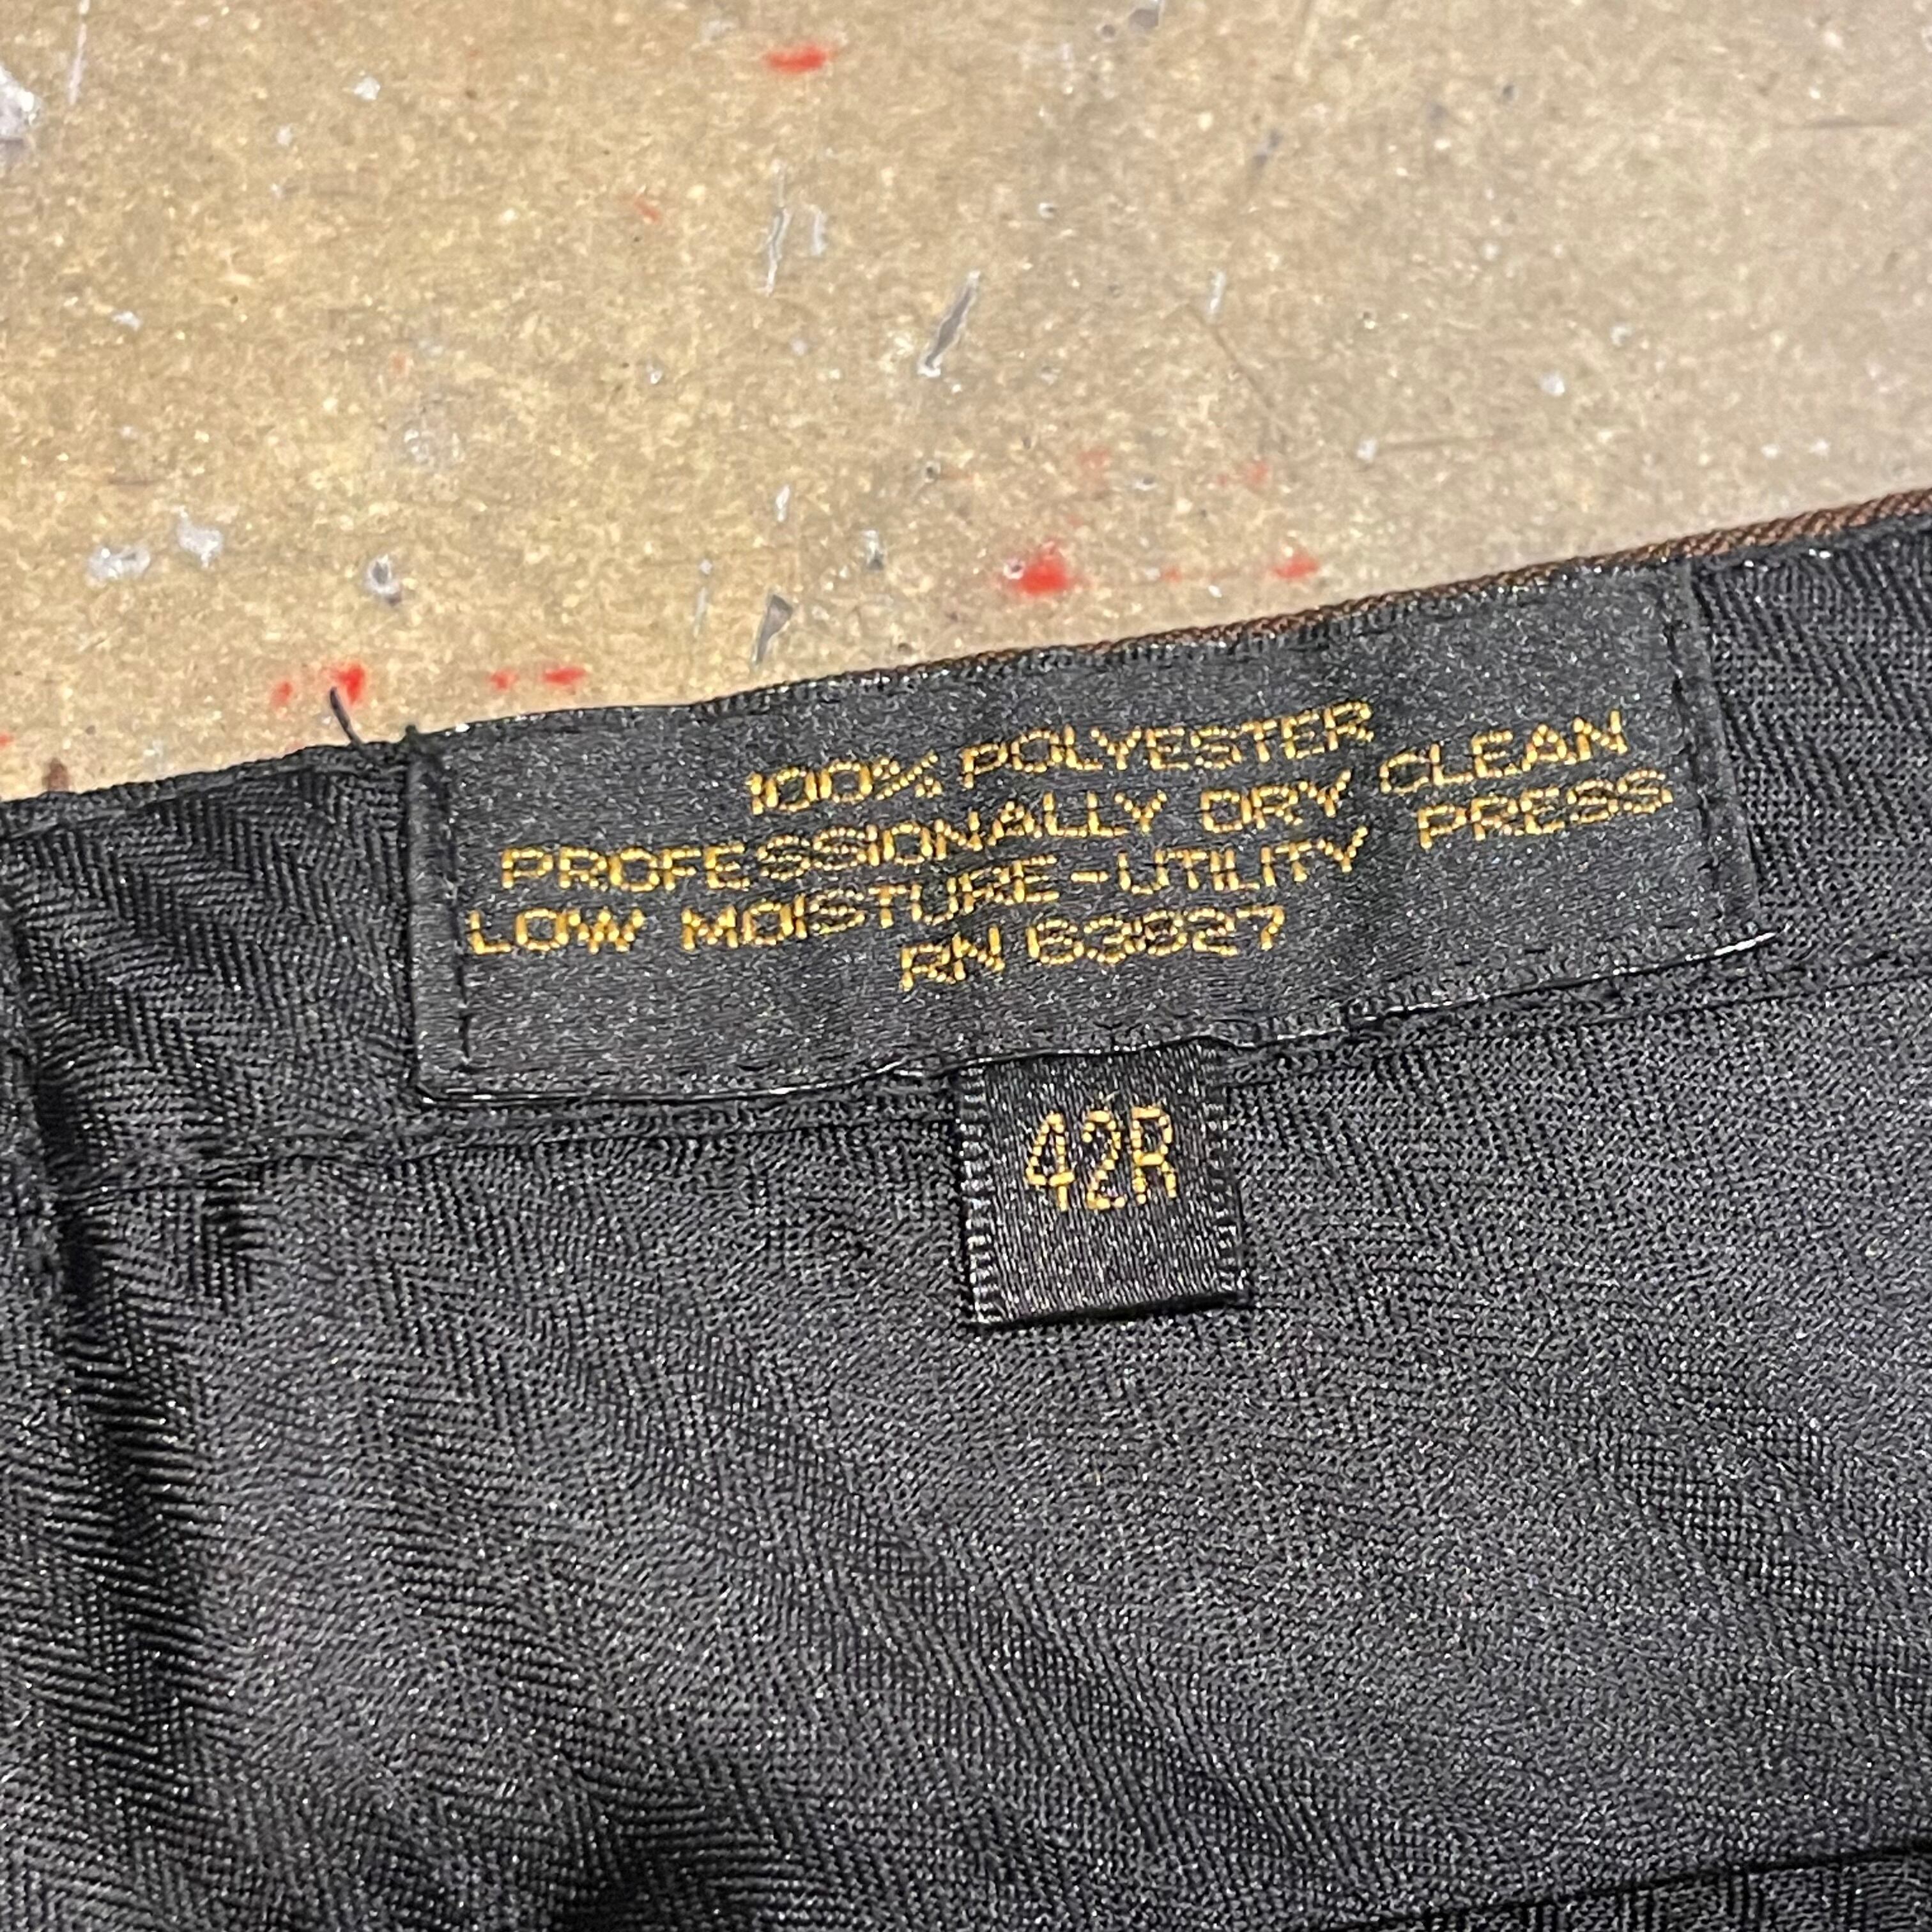 100% POLYESTER
PROFESSIONALLY DRY CLEAN
LOW MOISTURE-UTILITY PRESS
RN 63927
42R